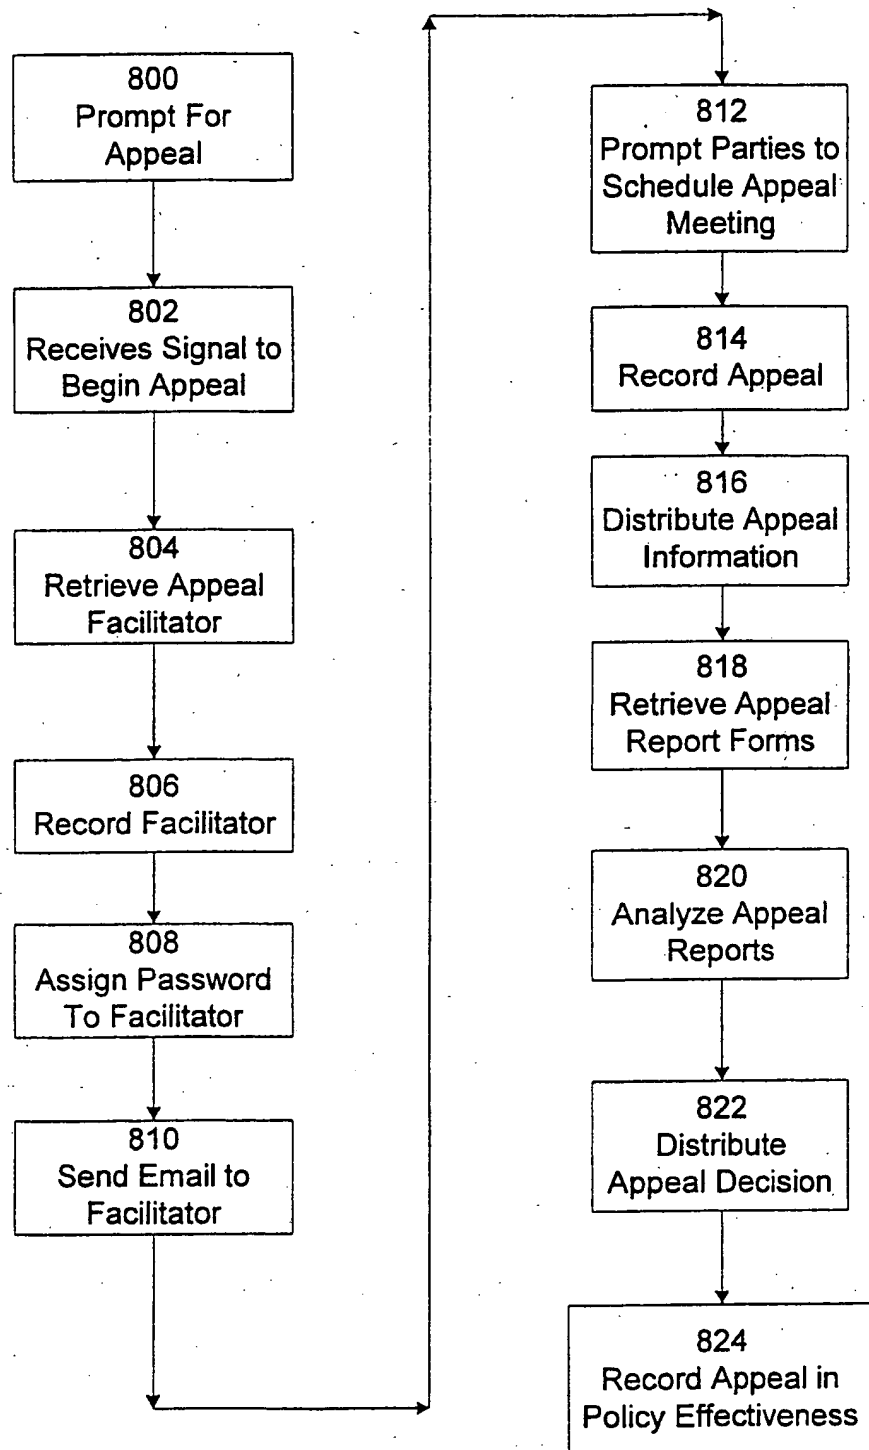 800
Prompt For
Appeal
802
Receives Signal to
Begin Appeal
804
Retrieve Appeal
Facilitator
806
Record Facilitator
808
Assign Password
To Facilitator
810
Send Email to
Facilitator
812
Prompt Parties to
Schedule Appeal
Meeting
814
Record Appeal
816
Distribute Appeal
Information
818
Retrieve Appeal
Report Forms
820
Analyze Appeal
Reports
822
Distribute
Appeal Decision
824
Record Appeal in
Policy Effectiveness